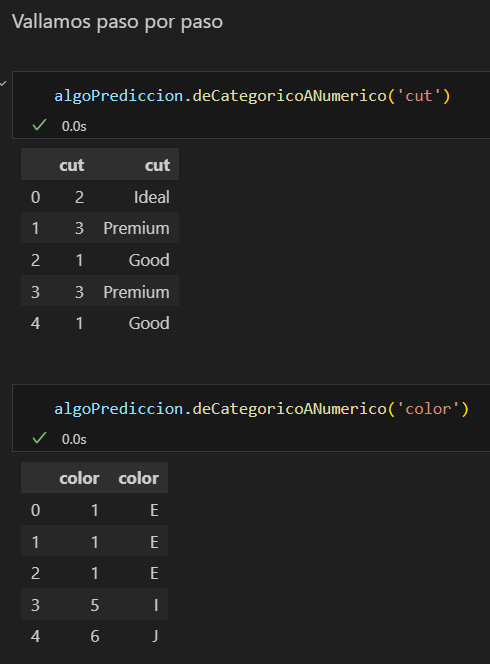 Vallamos paso por paso
algoPrediccion.deCategoricoANumerico('cut')
0.0s
cut cut
0 2 Ideal
1 3 Premium
2 1 Good
3 3 Premium
4 1 Good
algoPrediccion.deCategoricoANumerico('color')
0.0s
color color
0 1 E
1 1 E
2 1 E
3 5 I
4 6 J